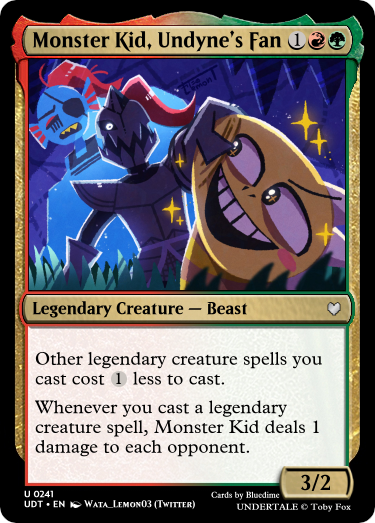 Monster Kid, Undyne's Fan 1
Legendary Creature — Beast
Other legendary creature spells you
cast cost 1 less to cast.
Whenever you cast a legendary
creature spell, Monster Kid deals 1
damage to each opponent.
3/2
U 0241
Cards by Bluedime
UDT • EN Wata_Lemon03 (Twitter)
UNDERTALE © Toby Fox